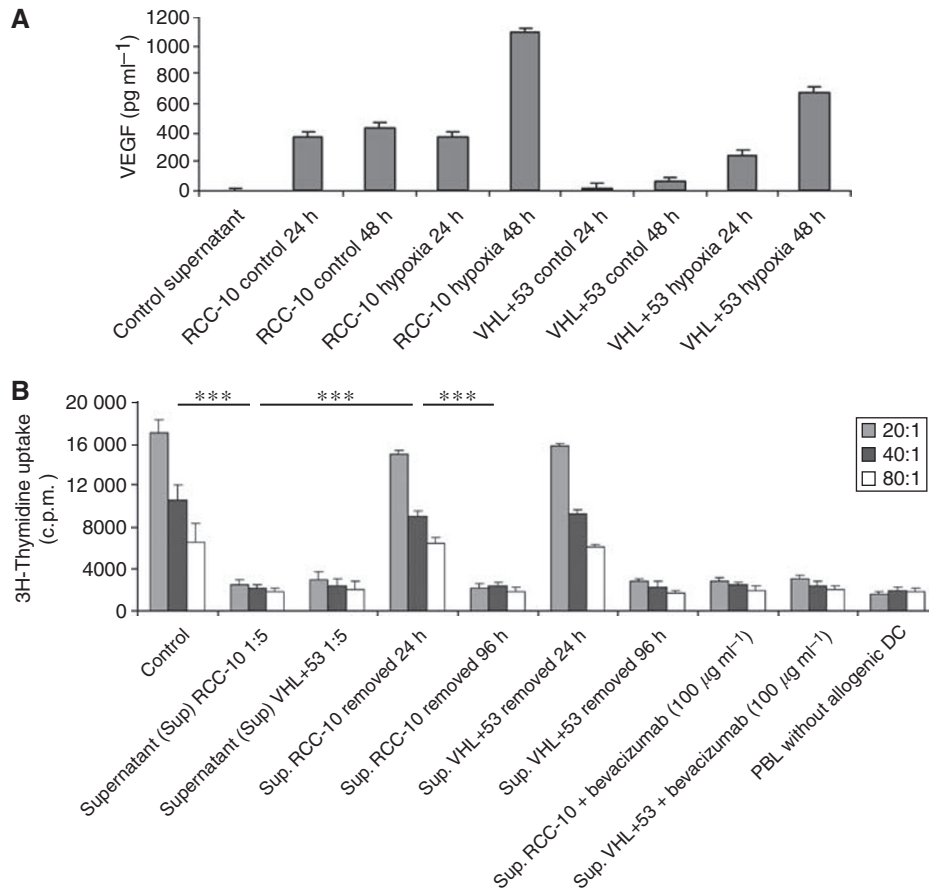 A
VEGF (pg ml−1)
1200
1000
800
600
400
200
0
Control supernatant
RCC-10 control 24 h
RCC-10 control 48 h
RCC-10 hypoxia 24 h
RCC-10 hypoxia 48 h
VHL+53 contol 24 h
VHL+53 contol 48 h
VHL+53 hypoxia 24 h
VHL+53 hypoxia 48 h
B
3H-Thymidine uptake
(c.p.m.)
20 000
16 000
12 000
8000
4000
0
*** *** ***
20:1
40:1
80:1
Control
Supernatant (Sup) RCC-10 1:5
Supernatant (Sup) VHL+53 1:5
Sup. RCC-10 removed 24 h
Sup. RCC-10 removed 96 h
Sup. VHL+53 removed 24 h
Sup. VHL+53 removed 96 h
Sup. RCC-10 + bevacizumab (100 μg ml−1)
Sup. VHL+53 + bevacizumab (100 μg ml−1)
PBL without allogenic DC